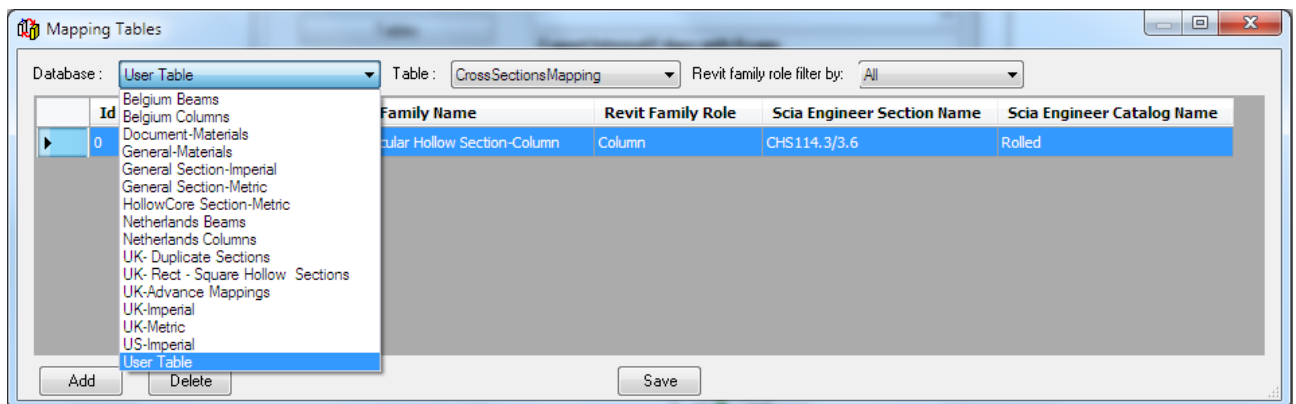 Mapping Tables
Database : User Table Table : CrossSectionsMapping Revit family role filter by: All
Id Family Name Revit Family Role Scia Engineer Section Name Scia Engineer Catalog Name
0 cular Hollow Section-Column Column CHS114.3/3.6 Rolled
Belgium Beams
Belgium Columns
Document-Materials
General-Materials
General Section-Imperial
General Section-Metric
HollowCore Section-Metric
Netherlands Beams
Netherlands Columns
UK- Duplicate Sections
UK- Rect - Square Hollow Sections
UK-Advance Mappings
UK-Imperial
UK-Metric
US-Imperial
User Table
Add Delete Save